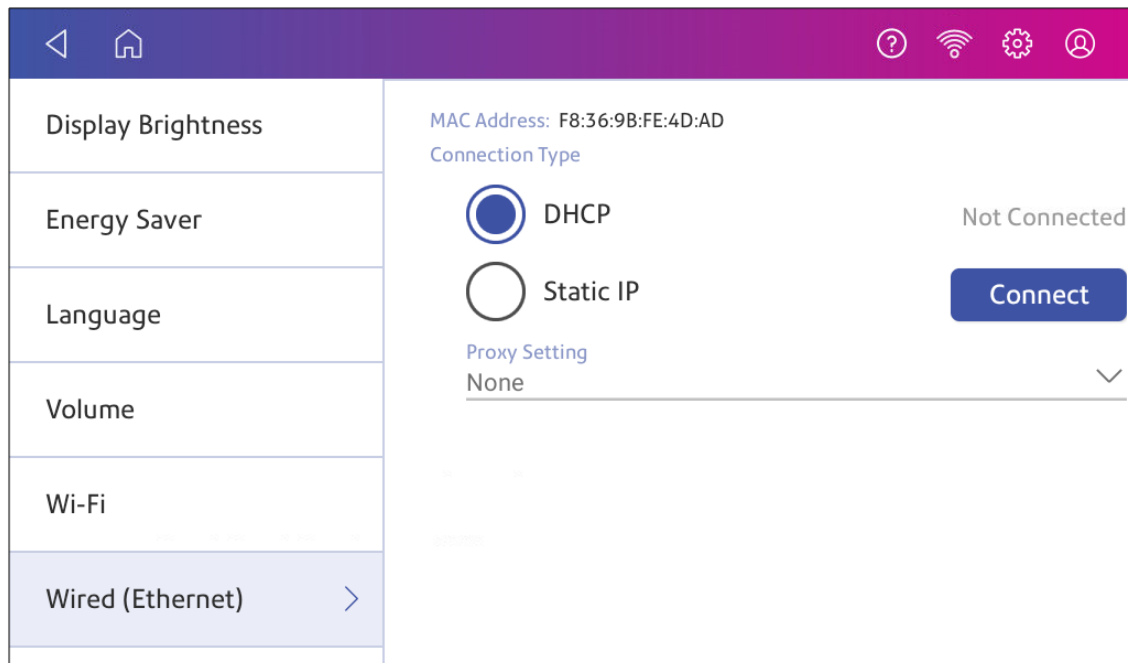 Display Brightness
Energy Saver
Language
Volume
Wi-Fi
Wired (Ethernet)
MAC Address: F8:36:9B:FE:4D:AD
Connection Type
DHCP
Not Connected
Static IP
Connect
Proxy Setting
None